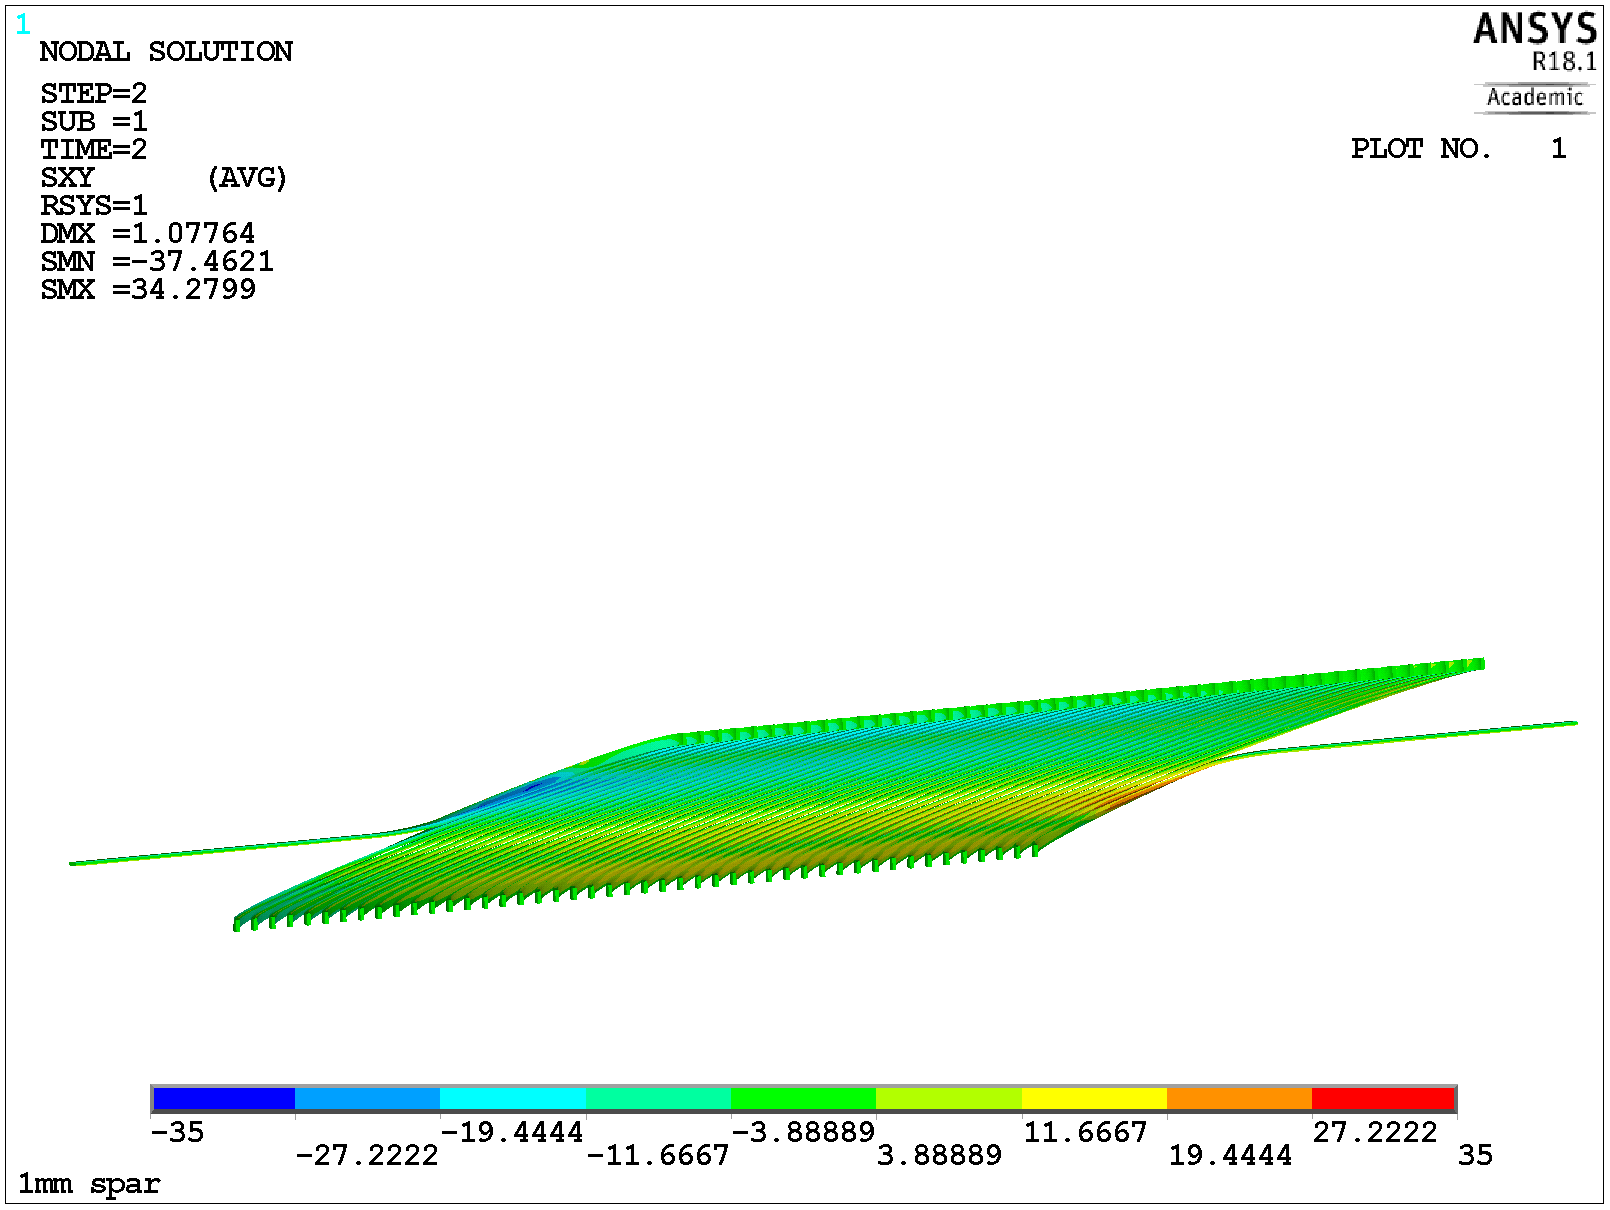 1
NODAL SOLUTION
STEP=2
SUB =1
TIME=2
SXY (AVG)
RSYS=1
DMX =1.07764
SMN =-37.4621
SMX =34.2799
ANSYS
R18.1
Academic
PLOT NO. 1
-35 -19.4444 -3.88889 11.6667 27.2222
-27.2222 -11.6667 3.88889 19.4444 35
1mm spar